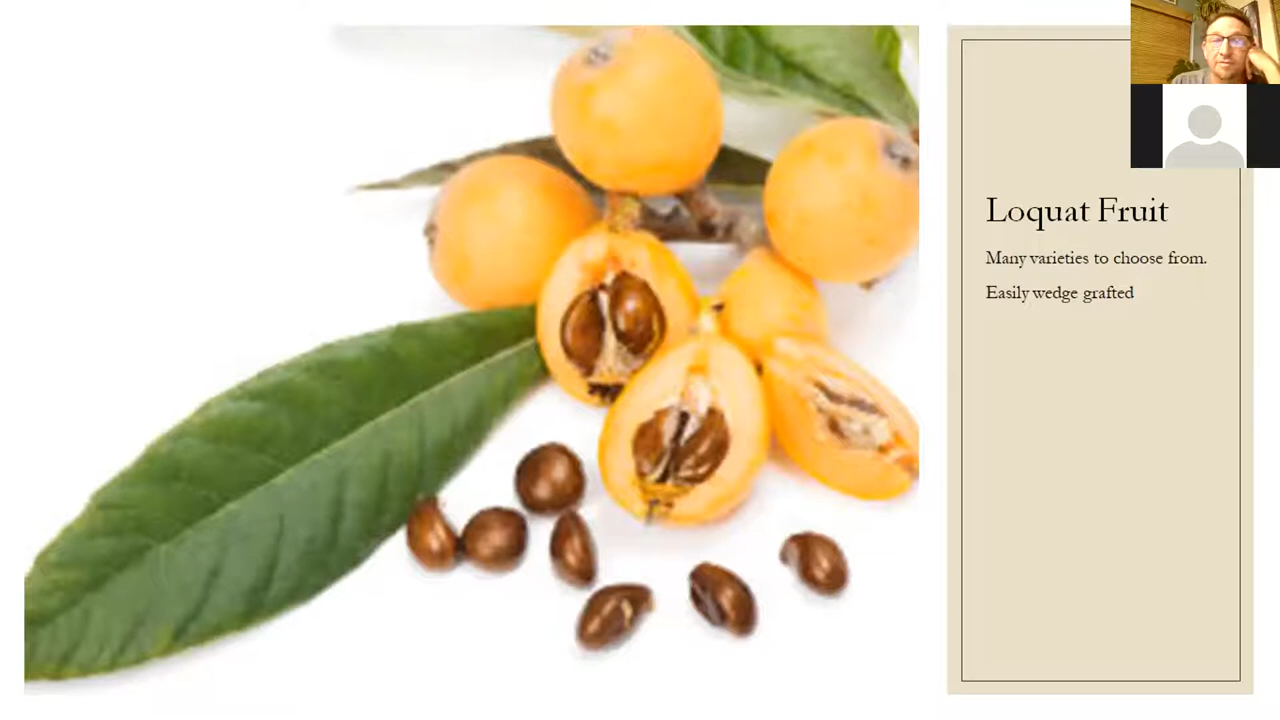 Loquat Fruit
Many varieties to choose from.
Easily wedge grafted